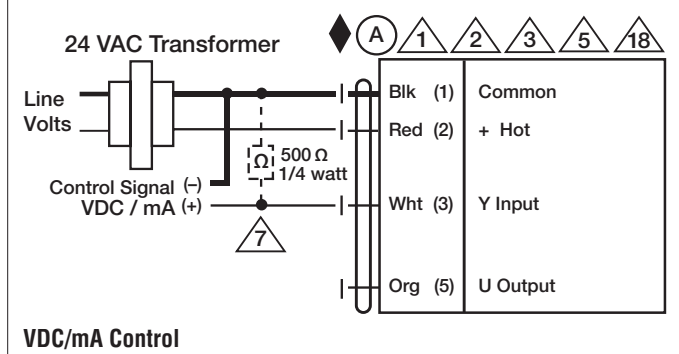 24 VAC Transformer
A 1 2 3 5 18
Line
Volts
Blk (1) Common
Red (2) + Hot
Ω 500 Ω
1/4 watt
Control Signal (–)
VDC / mA (+)
Wht (3) Y Input
7
Org (5) U Output
VDC/mA Control